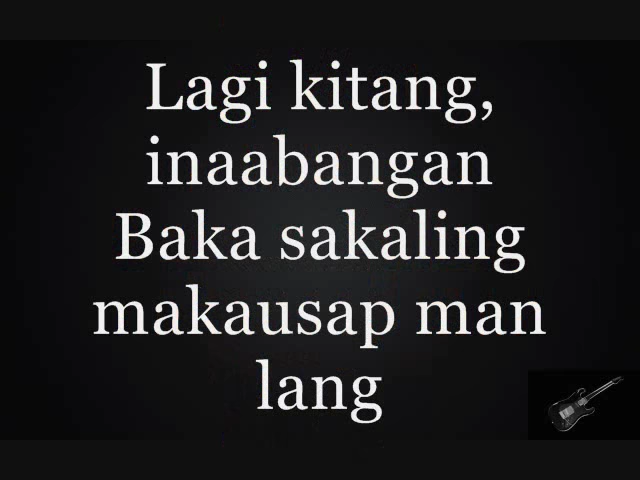 Lagi kitang,
inaabangan
Baka sakaling
makausap man
lang